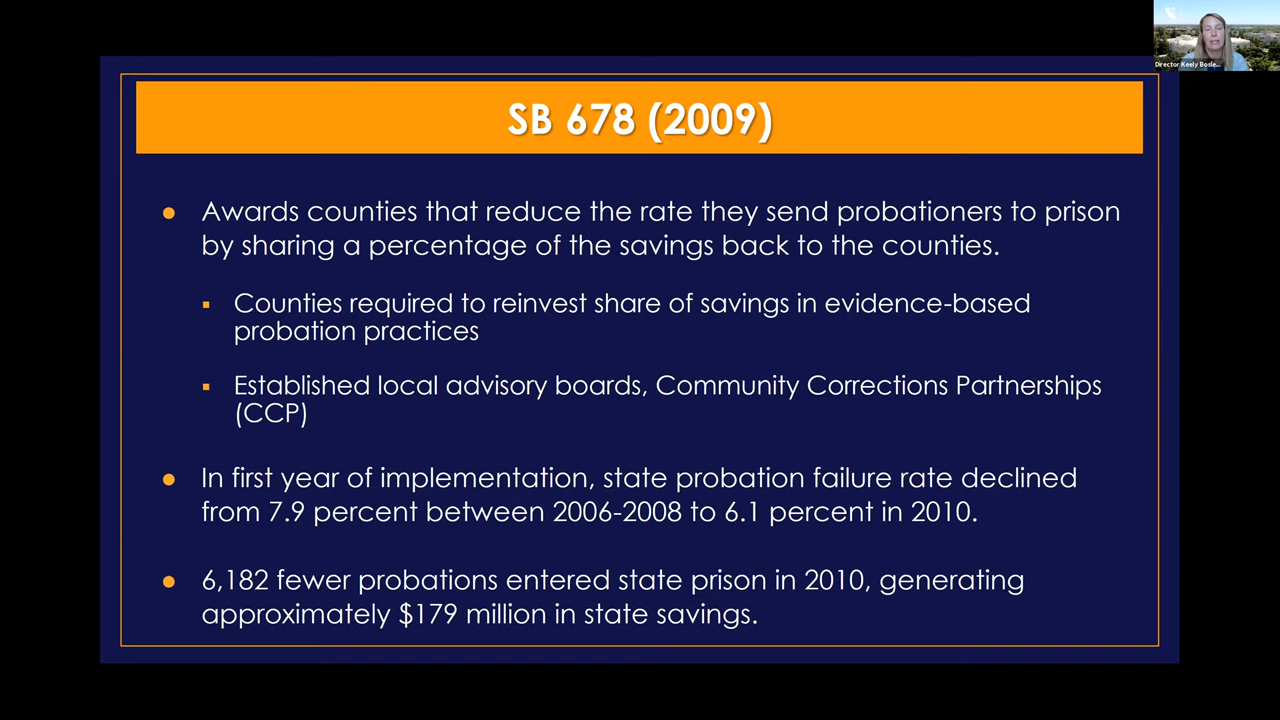 Director Keely Bosle...
SB 678 (2009)
● Awards counties that reduce the rate they send probationers to prison
by sharing a percentage of the savings back to the counties.
▪ Counties required to reinvest share of savings in evidence-based
probation practices
▪ Established local advisory boards, Community Corrections Partnerships
(CCP)
● In first year of implementation, state probation failure rate declined
from 7.9 percent between 2006-2008 to 6.1 percent in 2010.
● 6,182 fewer probations entered state prison in 2010, generating
approximately $179 million in state savings.